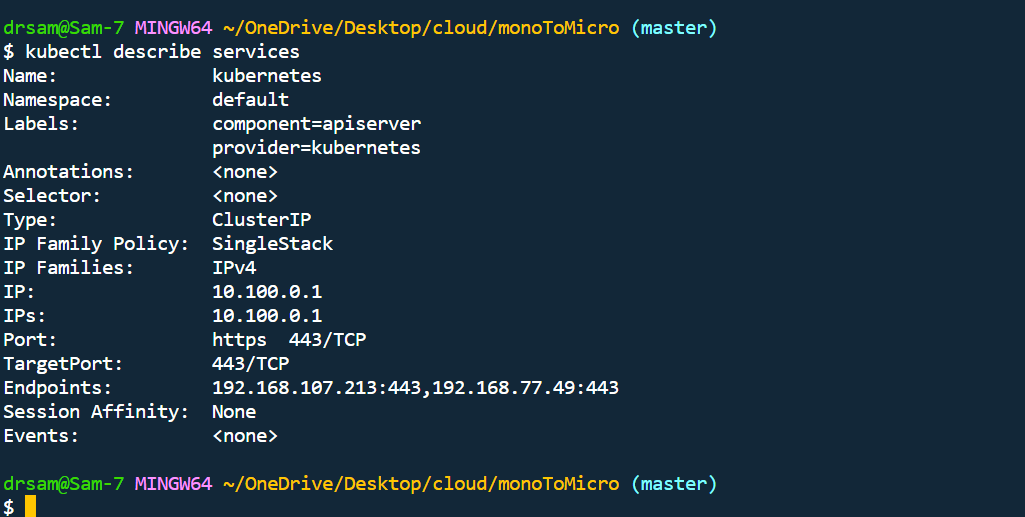 drsam@Sam-7 MINGW64 ~/OneDrive/Desktop/cloud/monoToMicro (master)
$ kubectl describe services
Name:              kubernetes
Namespace:         default
Labels:            component=apiserver
                   provider=kubernetes
Annotations:       <none>
Selector:          <none>
Type:              ClusterIP
IP Family Policy:  SingleStack
IP Families:       IPv4
IP:                10.100.0.1
IPs:               10.100.0.1
Port:              https  443/TCP
TargetPort:        443/TCP
Endpoints:         192.168.107.213:443,192.168.77.49:443
Session Affinity:  None
Events:            <none>
drsam@Sam-7 MINGW64 ~/OneDrive/Desktop/cloud/monoToMicro (master)
$